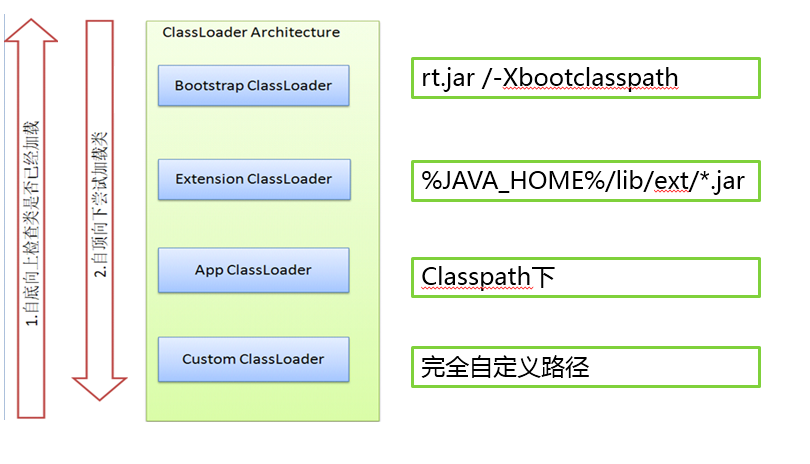 ClassLoader Architecture
1.自底向上检查类是否已经加载
2.自顶向下尝试加载类
Bootstrap ClassLoader
rt.jar /-Xbootclasspath
Extension ClassLoader
%JAVA_HOME%/lib/ext/*.jar
App ClassLoader
Classpath下
Custom ClassLoader
完全自定义路径